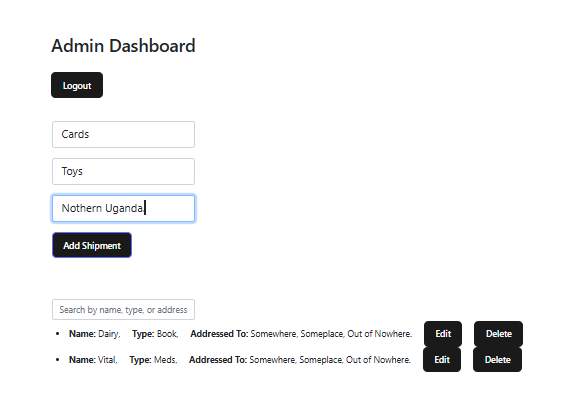 Admin Dashboard
Logout
Cards
Toys
Nothern Uganda
Add Shipment
Search by name, type, or address
• Name: Dairy, Type: Book, Addressed To: Somewhere, Someplace, Out of Nowhere. Edit Delete
• Name: Vital, Type: Meds, Addressed To: Somewhere, Someplace, Out of Nowhere. Edit Delete